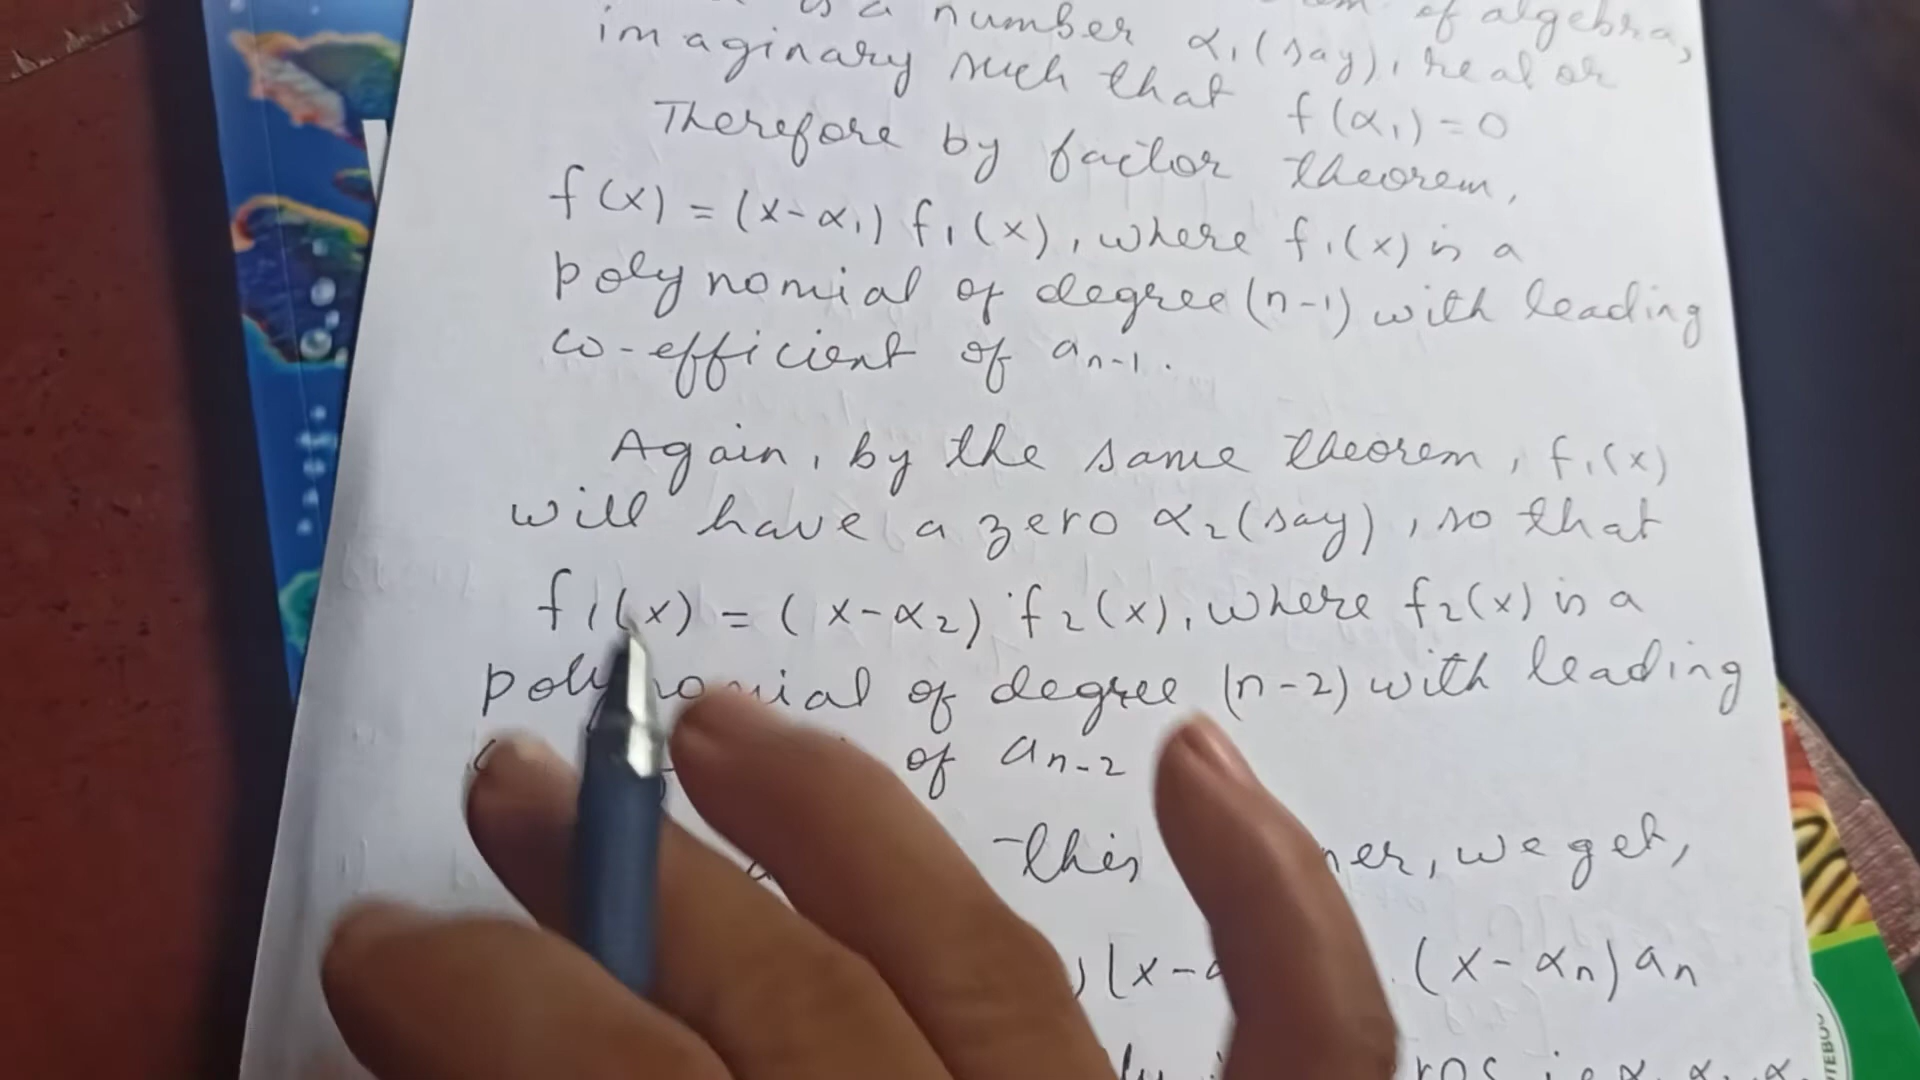 is a number of algebra,
imaginary such that α₁(say), real or
f(α₁)=0
Therefore by factor theorem,
f(x) = (x-α₁) f₁(x), where f₁(x) is a
polynomial of degree (n-1) with leading
co-efficient of aₙ₋₁.
Again, by the same theorem, f₁(x)
will have a zero α₂(say), so that
f₁(x) = (x-α₂) f₂(x), where f₂(x) is a
polynomial of degree (n-2) with leading
of aₙ₋₂
this we get,
(x- (x-αₙ)aₙ